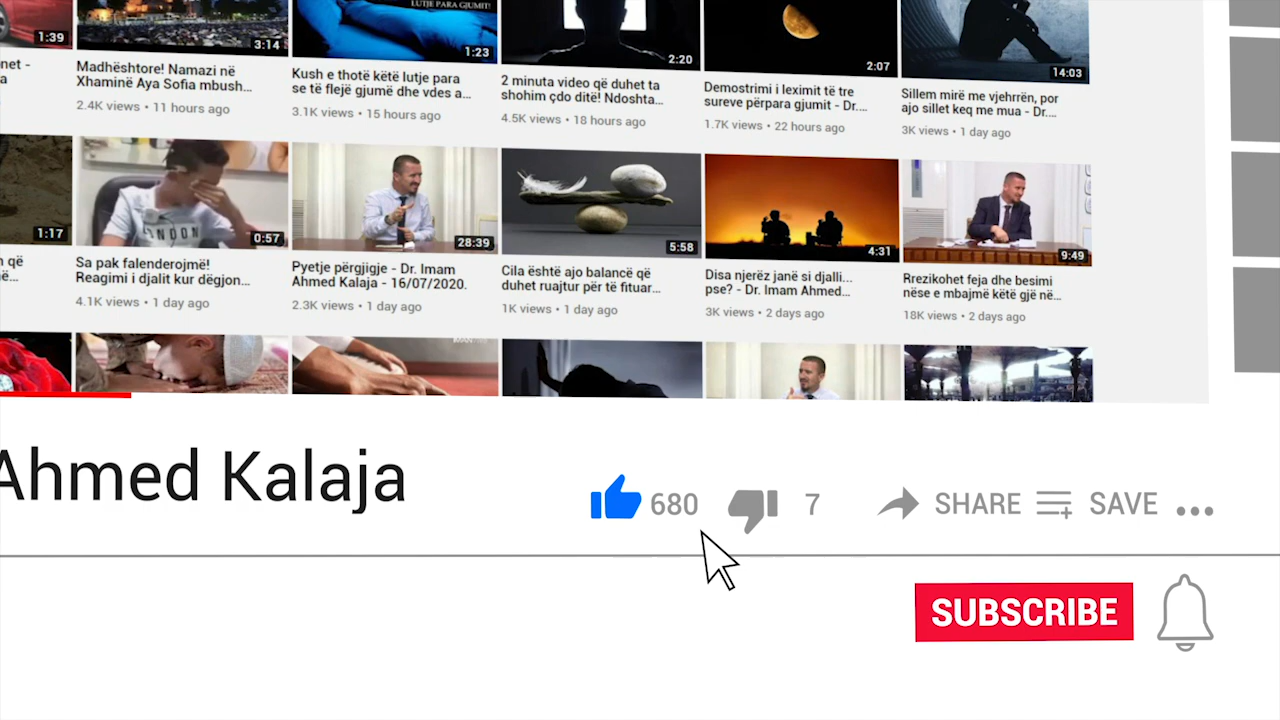 LUTJE PARA GJUMIT!
1:39
3:14
1:23
2:20
2:07
14:03
net -
a
Madhështore! Namazi në
Xhaminë Aya Sofia mbush...
2.4K views • 11 hours ago
Kush e thotë këtë lutje para
se të flejë gjumë dhe vdes a...
3.1K views • 15 hours ago
2 minuta video që duhet ta
shohim çdo ditë! Ndoshta...
4.5K views • 18 hours ago
Demostrimi i leximit të tre
sureve përpara gjumit - Dr....
1.7K views • 22 hours ago
Sillem mirë me vjehrrën, por
ajo sillet keq me mua - Dr....
3K views • 1 day ago
LONDON
1:17
0:57
28:39
5:58
4:31
9:49
n që
ë...
Sa pak falenderojmë!
Reagimi i djalit kur dëgjon...
4.1K views • 1 day ago
Pyetje përgjigje - Dr. Imam
Ahmed Kalaja - 16/07/2020.
2.3K views • 1 day ago
Cila është ajo balancë që
duhet ruajtur për të fituar...
1K views • 1 day ago
Disa njerëz janë si djalli...
pse? - Dr. Imam Ahmed...
3K views • 2 days ago
Rrezikohet feja dhe besimi
nëse e mbajmë këtë gjë në...
18K views • 2 days ago
Ahmed Kalaja
680
7
SHARE
SAVE
SUBSCRIBE